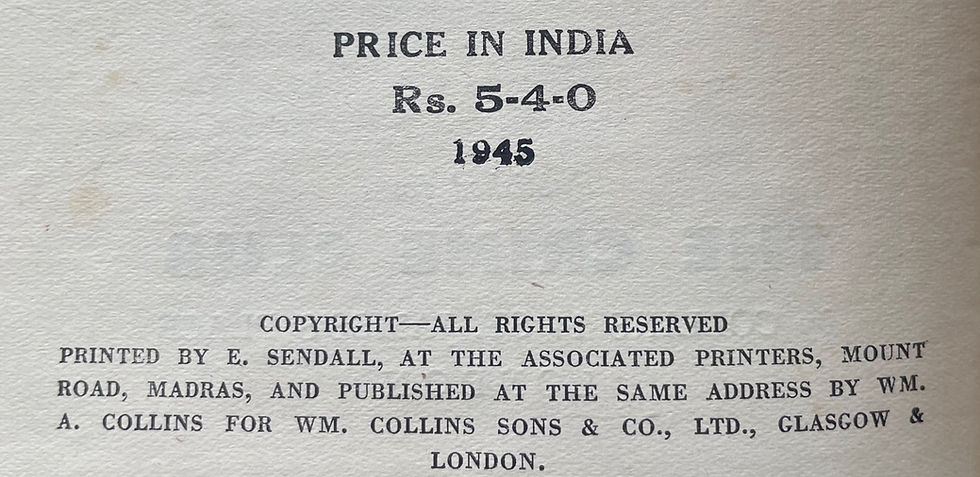 PRICE IN INDIA
Rs. 5-4-0
1945
COPYRIGHT—ALL RIGHTS RESERVED
PRINTED BY E. SENDALL, AT THE ASSOCIATED PRINTERS, MOUNT
ROAD, MADRAS, AND PUBLISHED AT THE SAME ADDRESS BY WM.
A. COLLINS FOR WM. COLLINS SONS & CO., LTD., GLASGOW &
LONDON.